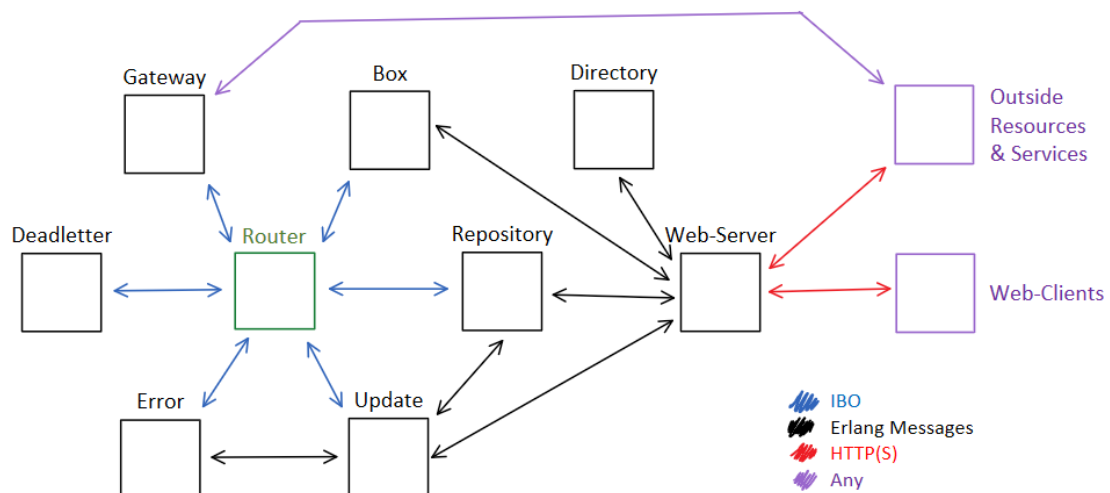 Gateway
Box
Directory
Outside
Resources
& Services
Deadletter
Router
Repository
Web-Server
Web-Clients
Error
Update
IBO
Erlang Messages
HTTP(S)
Any